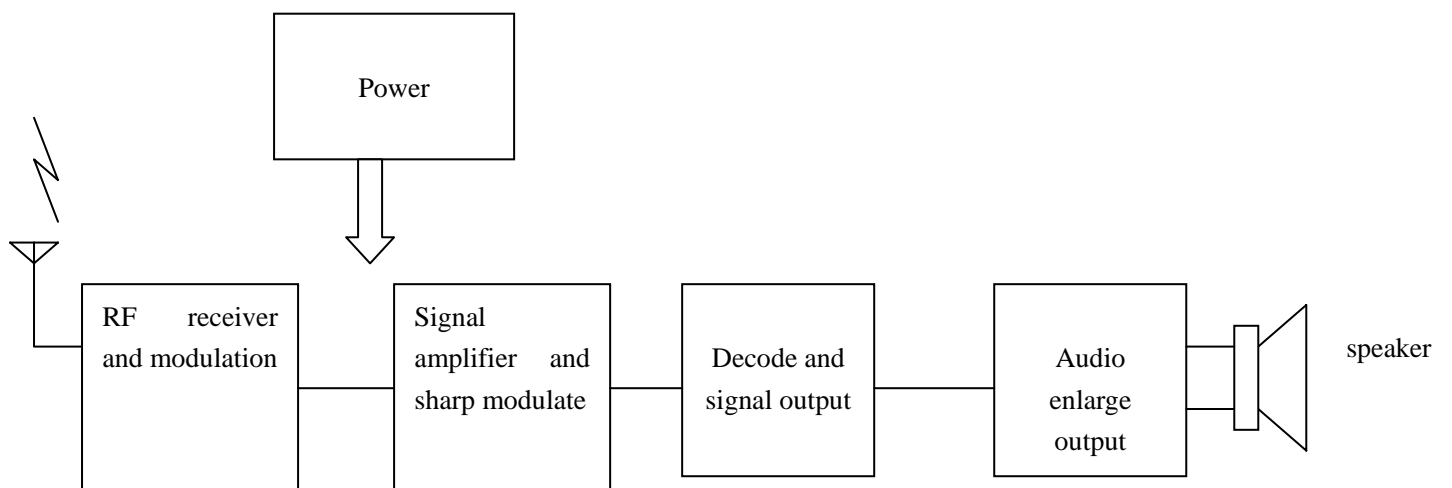 Power
RF receiver
and modulation
Signal
amplifier and
sharp modulate
Decode and
signal output
Audio
enlarge
output
speaker